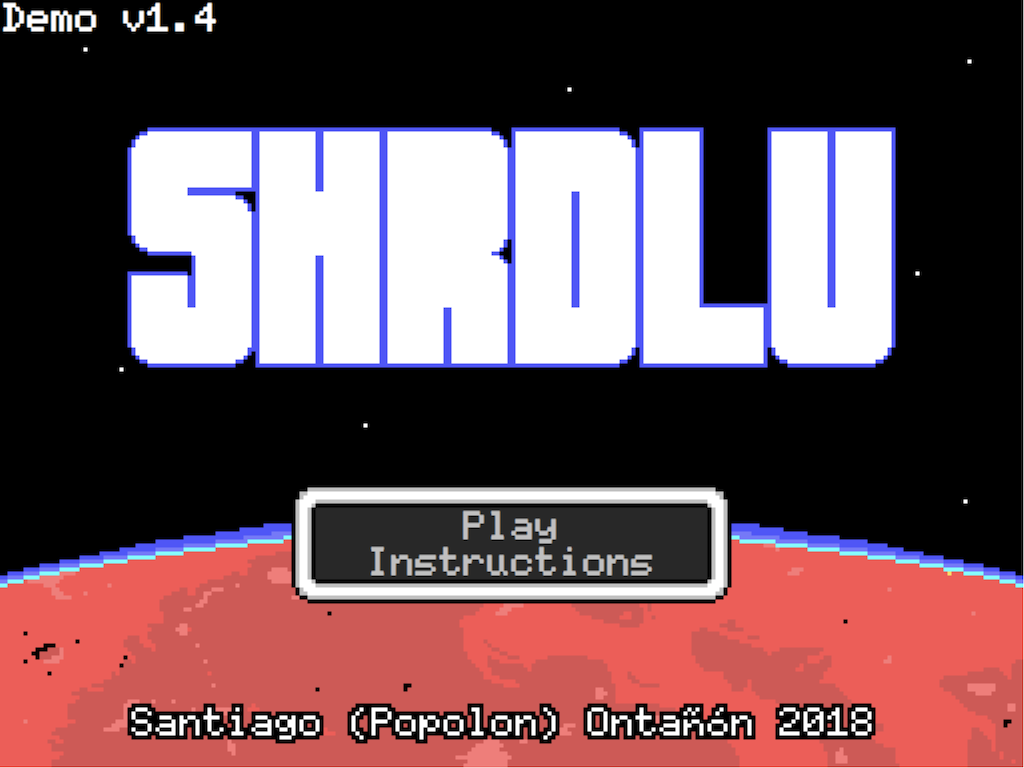 Demo v1.4
SHRDLU
Play
Instructions
Santiago (Popolon) Ontañón 2018